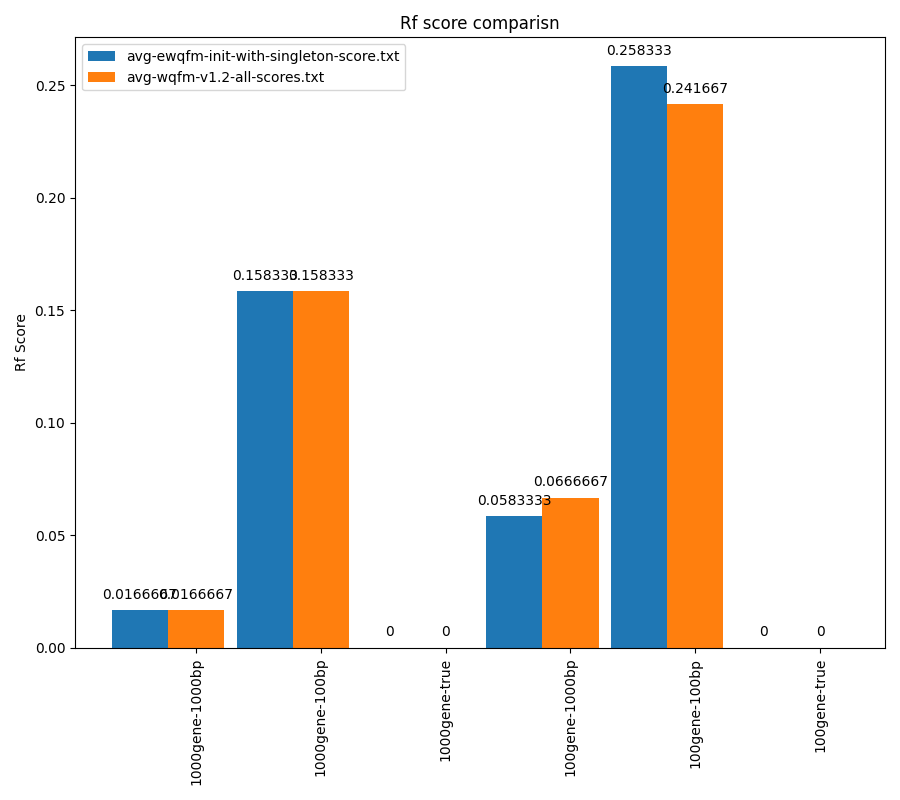 Rf score comparisn
avg-ewqfm-init-with-singleton-score.txt
avg-wqfm-v1.2-all-scores.txt
Rf Score
0.25
0.20
0.15
0.10
0.05
0.00
0.0166667
0.0166667
0.158333
0.158333
0
0
0.0583333
0.0666667
0.258333
0.241667
0
0
1000gene-1000bp
1000gene-100bp
1000gene-true
100gene-1000bp
100gene-100bp
100gene-true